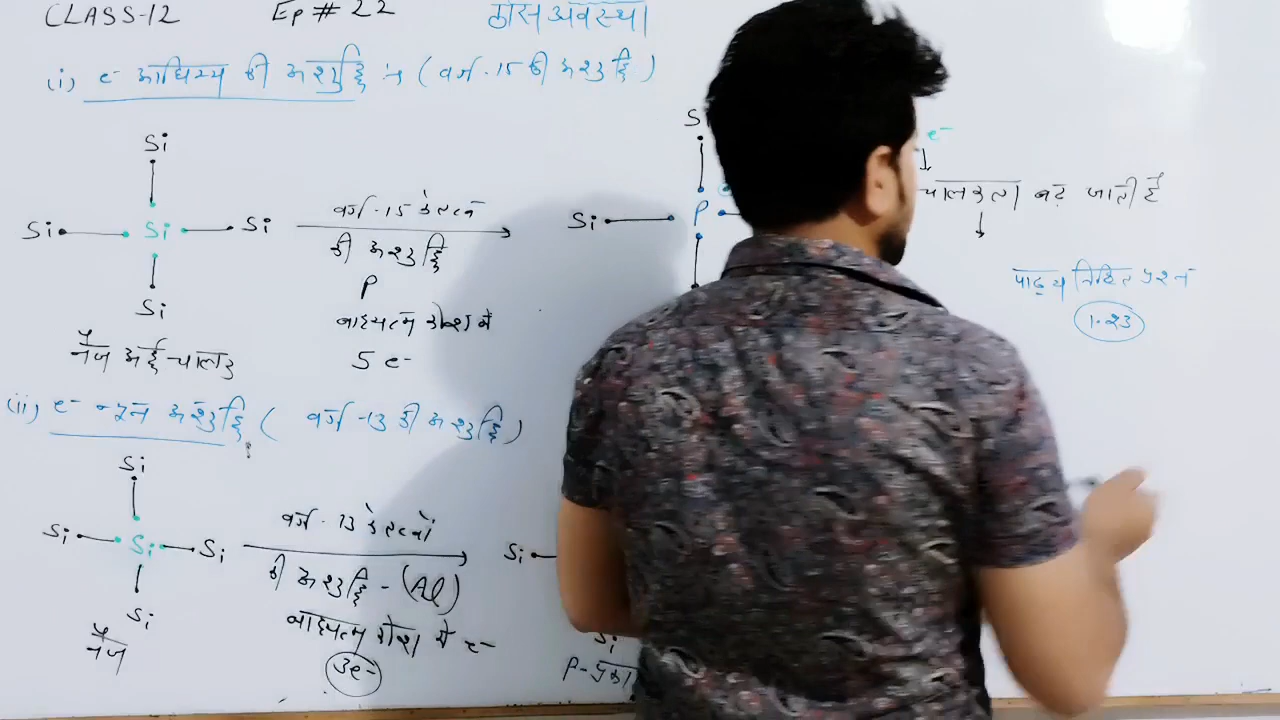 CLASS-12 Ep # 22 ठोस अवस्था
(i) e- आधिक्य की अशुद्धि :- (वर्ग-15 की अशुद्धि)
Si
Si Si Si
Si
वर्ग-15 के तत्व
की अशुद्धि
P
बाह्यतम कोश में
5 e-
नैज अर्द्ध-चालक
Si P
e-
चालकता बढ़ जाती है
पाठ्य निहित प्रश्न
1.23
(ii) e- न्यून अशुद्धि ( वर्ग-13 की अशुद्धि)
Si
Si Si Si
Si
नैज
वर्ग-13 के तत्वों
की अशुद्धि - (Al)
बाह्यतम कोश में e-
3e-
Si
Si